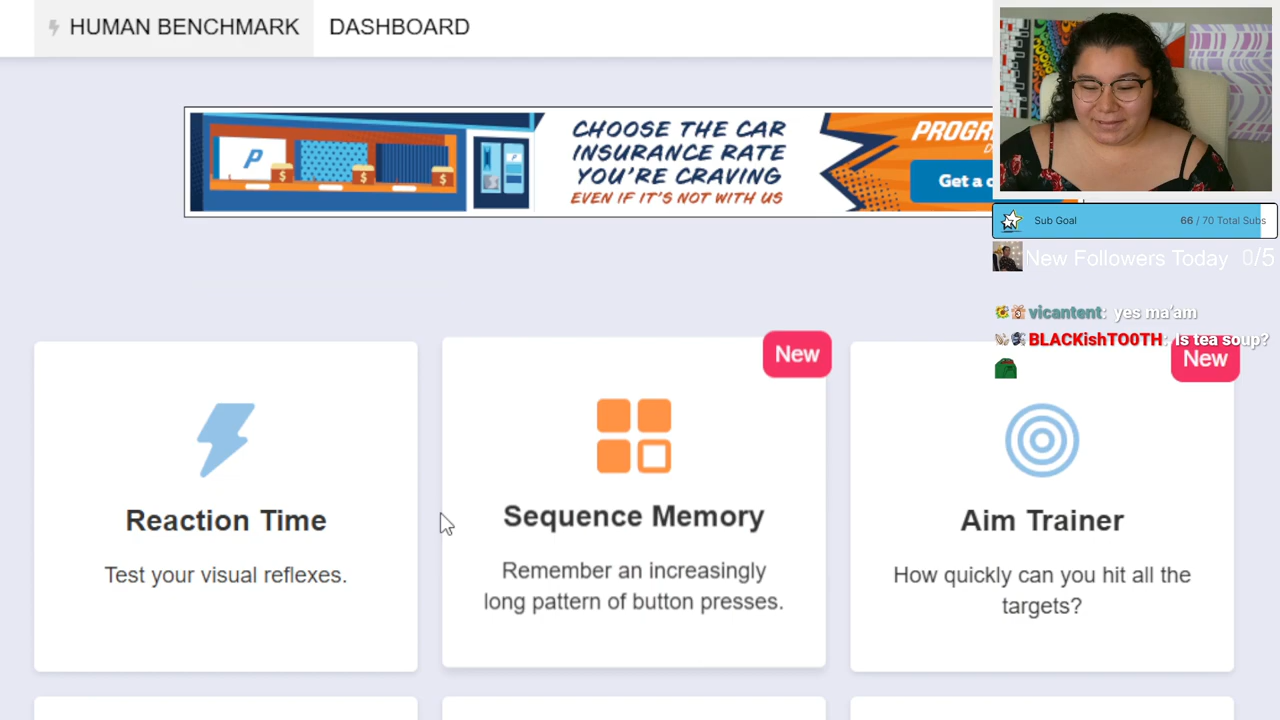 HUMAN BENCHMARK
DASHBOARD
P
$
$
$
CHOOSE THE CAR
INSURANCE RATE
YOU'RE CRAVING
EVEN IF IT'S NOT WITH US
Sub Goal
66 / 70 Total Subs
New Followers Today 0/5
vicantent: yes ma'am
BLACKishTO0TH: Is tea soup?
New
Reaction Time
Test your visual reflexes.
New
Sequence Memory
Remember an increasingly
long pattern of button presses.
Aim Trainer
How quickly can you hit all the
targets?